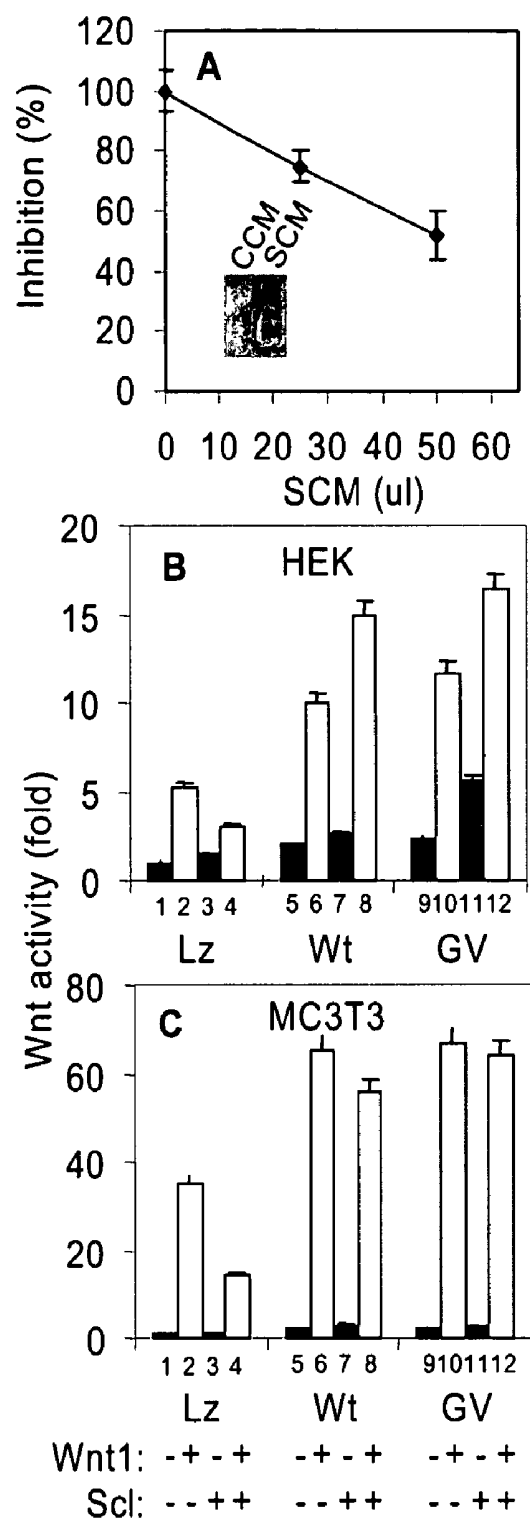 120
A
100
80
60
40
20
0
Inhibition (%)
CCM
SCM
0 10 20 30 40 50 60
SCM (ul)
20
B HEK
15
10
5
0
1 2 3 4 5 6 7 8 9 10 11 12
Lz Wt GV
Wnt activity (fold)
80
C MC3T3
60
40
20
0
1 2 3 4 5 6 7 8 9 10 11 12
Lz Wt GV
Wnt1: - + - + - + - + - + - +
Scl: - - + + - - + + - - + +